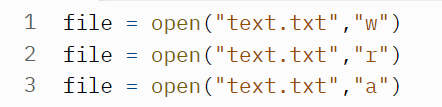 1 file = open("text.txt","w")
2 file = open("text.txt","r")
3 file = open("text.txt","a")